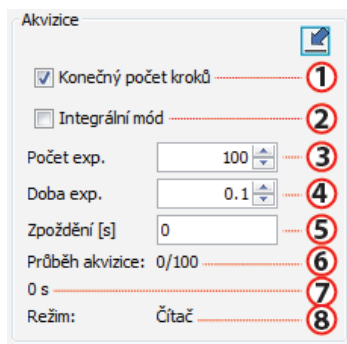 Akvizice
Konečný počet kroků 1
Integrální mód 2
Počet exp. 100 3
Doba exp. 0.1 4
Zpoždění [s] 0 5
Průběh akvizice: 0/100 6
0 s 7
Režim: Čítač 8